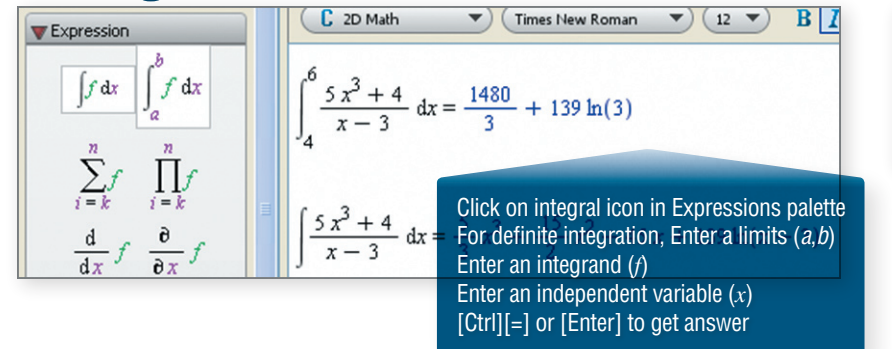 Expression
C 2D Math Times New Roman 12 B I
∫ f dx ∫_a^b f dx
∑_{i=k}^n f ∏_{i=k}^n f
d/dx f ∂/∂x f
∫_4^6 (5 x^3 + 4)/(x − 3) dx = 1480/3 + 139 ln(3)
∫ (5 x^3 + 4)/(x − 3) dx =
Click on integral icon in Expressions palette
For definite integration, Enter a limits (a,b)
Enter an integrand (f)
Enter an independent variable (x)
[Ctrl][=] or [Enter] to get answer